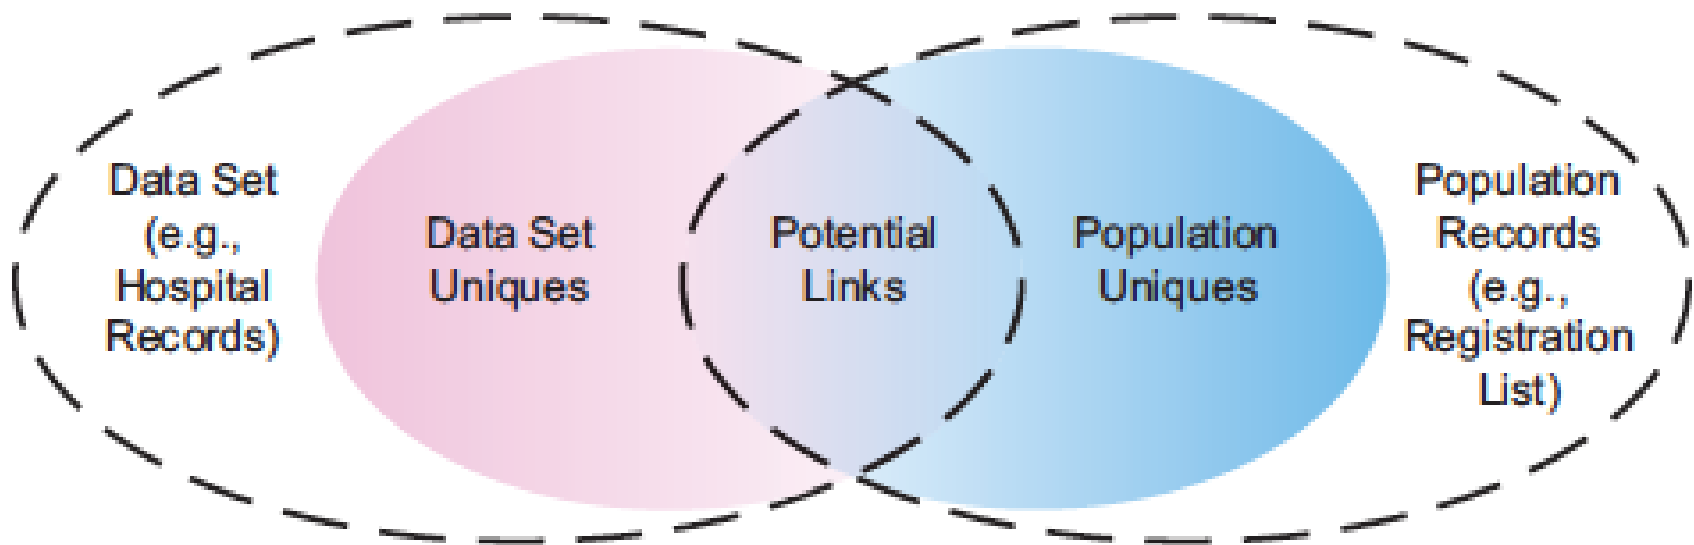 Data Set
(e.g.,
Hospital
Records)
Data Set
Uniques
Potential
Links
Population
Uniques
Population
Records
(e.g.,
Registration
List)